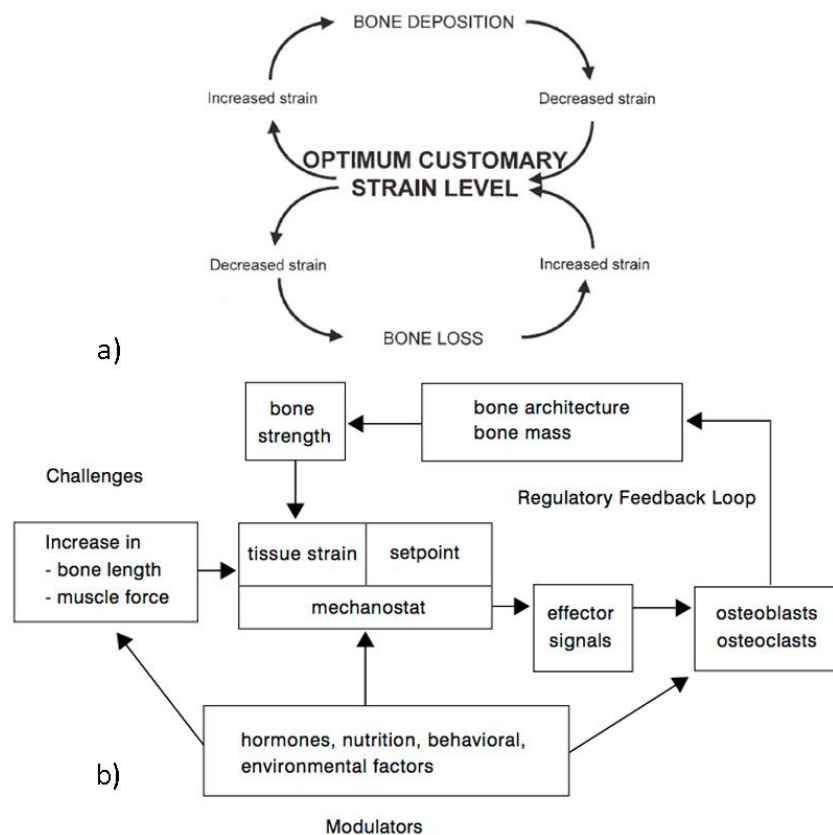 BONE DEPOSITION
Increased strain
Decreased strain
OPTIMUM CUSTOMARY
STRAIN LEVEL
Decreased strain
Increased strain
BONE LOSS
a)
bone
strength
bone architecture
bone mass
Challenges
Regulatory Feedback Loop
Increase in
- bone length
- muscle force
tissue strain
setpoint
mechanostat
effector
signals
osteoblasts
osteoclasts
hormones, nutrition, behavioral,
environmental factors
b)
Modulators